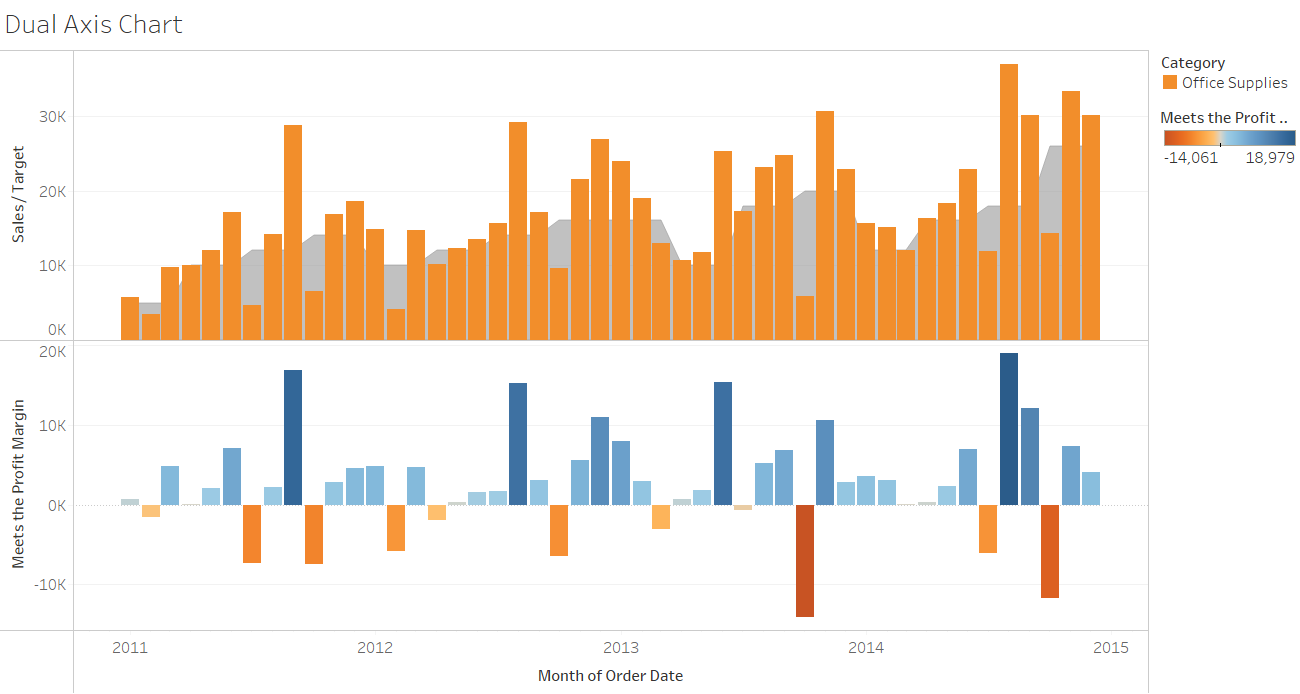 Dual Axis Chart
Sales / Target
30K
20K
10K
0K
Meets the Profit Margin
20K
10K
0K
-10K
2011 2012 2013 2014 2015
Month of Order Date
Category
Office Supplies
Meets the Profit ..
-14,061 18,979